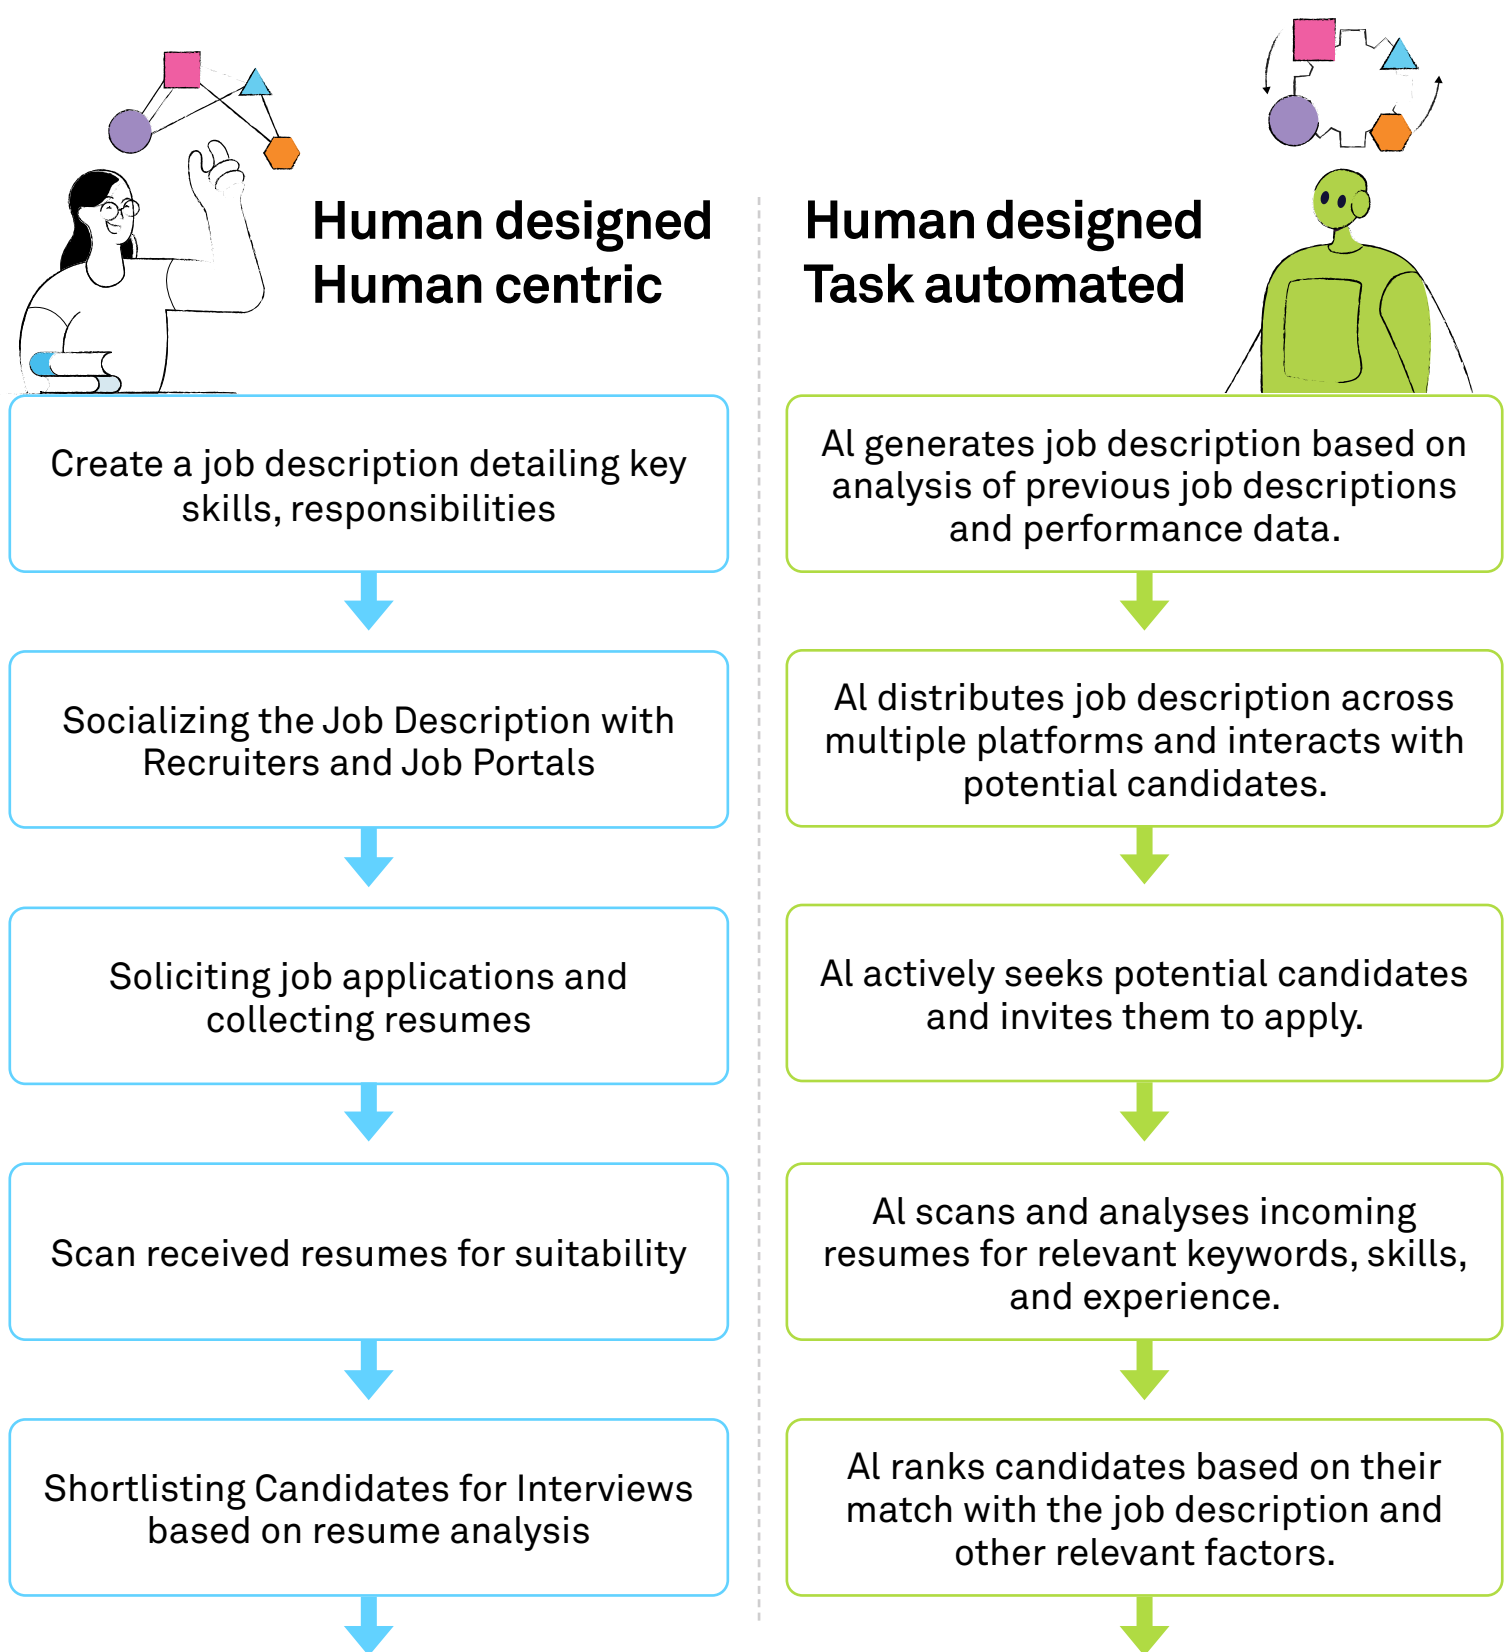 Human designed
Human centric
Human designed
Task automated
Create a job description detailing key
skills, responsibilities
AI generates job description based on
analysis of previous job descriptions
and performance data.
Socializing the Job Description with
Recruiters and Job Portals
AI distributes job description across
multiple platforms and interacts with
potential candidates.
Soliciting job applications and
collecting resumes
AI actively seeks potential candidates
and invites them to apply.
Scan received resumes for suitability
AI scans and analyses incoming
resumes for relevant keywords, skills,
and experience.
Shortlisting Candidates for Interviews
based on resume analysis
AI ranks candidates based on their
match with the job description and
other relevant factors.